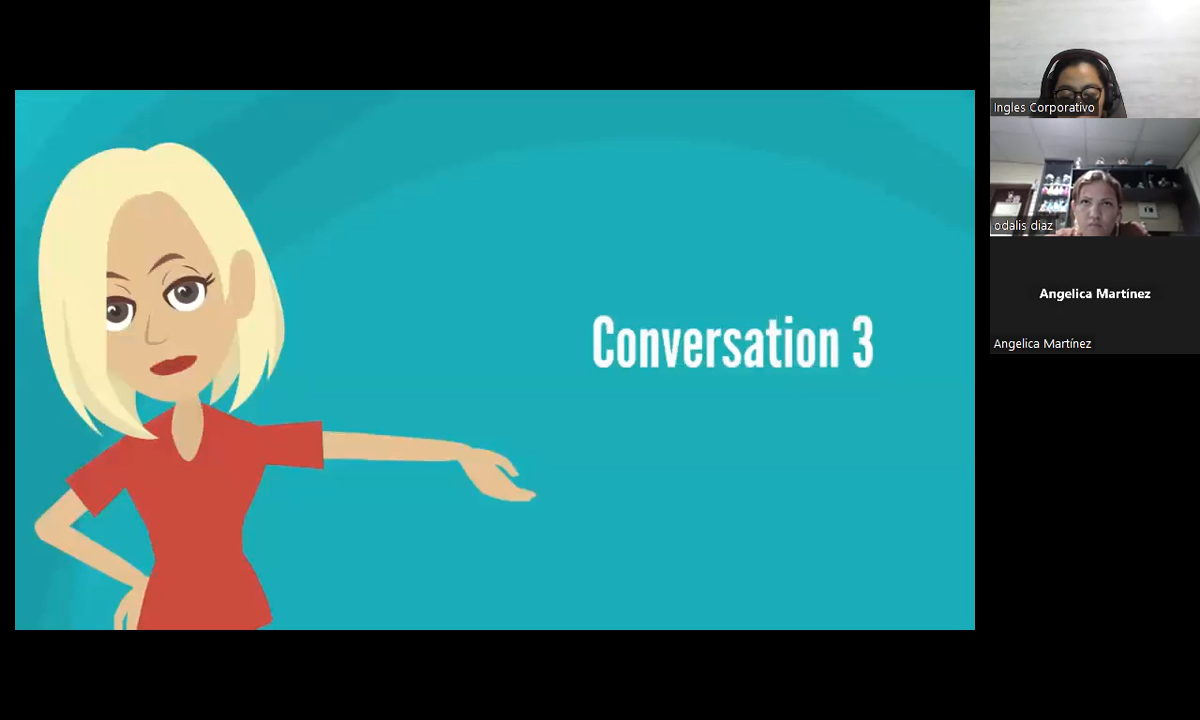 Conversation 3
Ingles Corporativo
odalis diaz
Angelica Martínez
Angelica Martínez